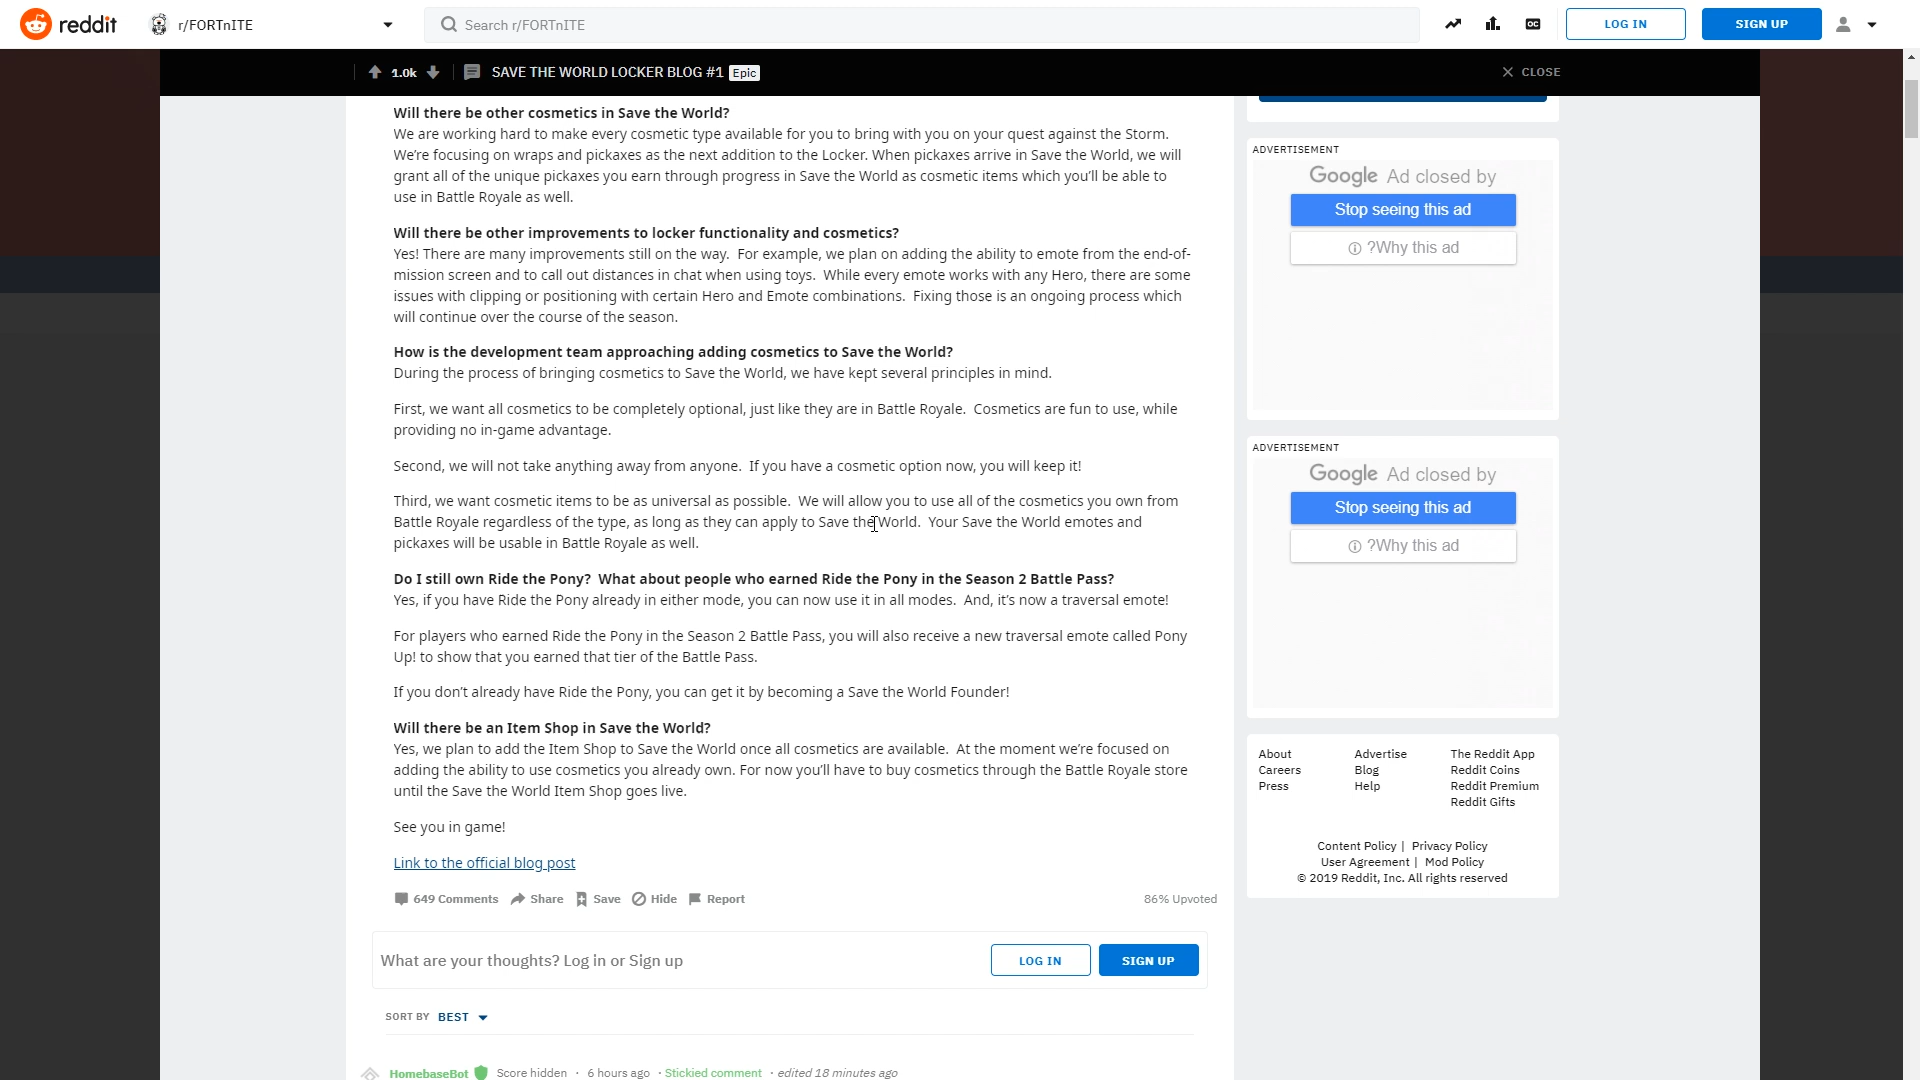 reddit
r/FORTnITE
Search r/FORTnITE
LOG IN
SIGN UP
1.0k
SAVE THE WORLD LOCKER BLOG #1 Epic
CLOSE
Will there be other cosmetics in Save the World?
We are working hard to make every cosmetic type available for you to bring with you on your quest against the Storm.
We’re focusing on wraps and pickaxes as the next addition to the Locker. When pickaxes arrive in Save the World, we will
grant all of the unique pickaxes you earn through progress in Save the World as cosmetic items which you’ll be able to
use in Battle Royale as well.
Will there be other improvements to locker functionality and cosmetics?
Yes! There are many improvements still on the way.  For example, we plan on adding the ability to emote from the end-of-
mission screen and to call out distances in chat when using toys.  While every emote works with any Hero, there are some
issues with clipping or positioning with certain Hero and Emote combinations.  Fixing those is an ongoing process which
will continue over the course of the season.
How is the development team approaching adding cosmetics to Save the World?
During the process of bringing cosmetics to Save the World, we have kept several principles in mind.
First, we want all cosmetics to be completely optional, just like they are in Battle Royale.  Cosmetics are fun to use, while
providing no in-game advantage.
Second, we will not take anything away from anyone.  If you have a cosmetic option now, you will keep it!
Third, we want cosmetic items to be as universal as possible.  We will allow you to use all of the cosmetics you own from
Battle Royale regardless of the type, as long as they can apply to Save the World.  Your Save the World emotes and
pickaxes will be usable in Battle Royale as well.
Do I still own Ride the Pony?  What about people who earned Ride the Pony in the Season 2 Battle Pass?
Yes, if you have Ride the Pony already in either mode, you can now use it in all modes.  And, it’s now a traversal emote!
For players who earned Ride the Pony in the Season 2 Battle Pass, you will also receive a new traversal emote called Pony
Up! to show that you earned that tier of the Battle Pass.
If you don’t already have Ride the Pony, you can get it by becoming a Save the World Founder!
Will there be an Item Shop in Save the World?
Yes, we plan to add the Item Shop to Save the World once all cosmetics are available.  At the moment we’re focused on
adding the ability to use cosmetics you already own. For now you’ll have to buy cosmetics through the Battle Royale store
until the Save the World Item Shop goes live.
See you in game!
Link to the official blog post
649 Comments Share Save Hide Report
86% Upvoted
What are your thoughts? Log in or Sign up
LOG IN
SIGN UP
SORT BY BEST
HomebaseBot Score hidden · 6 hours ago · Stickied comment · edited 18 minutes ago
ADVERTISEMENT
Google Ad closed by
Stop seeing this ad
?Why this ad
ADVERTISEMENT
Google Ad closed by
Stop seeing this ad
?Why this ad
About Advertise The Reddit App
Careers Blog Reddit Coins
Press Help Reddit Premium
Reddit Gifts
Content Policy | Privacy Policy
User Agreement | Mod Policy
© 2019 Reddit, Inc. All rights reserved